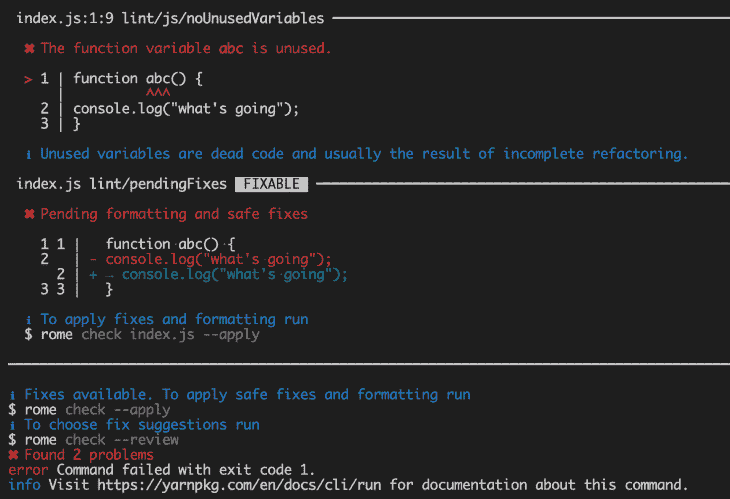 index.js:1:9 lint/js/noUnusedVariables
✖ The function variable abc is unused.
> 1 | function abc() {
| ^^^
2 | console.log("what's going");
3 | }
ℹ Unused variables are dead code and usually the result of incomplete refactoring.
index.js lint/pendingFixes FIXABLE
✖ Pending formatting and safe fixes
1 1 | function·abc()·{
2 | - console.log("what's·going");
2 | + → console.log("what's·going");
3 3 | }
ℹ To apply fixes and formatting run
$ rome check index.js --apply
ℹ Fixes available. To apply safe fixes and formatting run
$ rome check --apply
ℹ To choose fix suggestions run
$ rome check --review
✖ Found 2 problems
error Command failed with exit code 1.
info Visit https://yarnpkg.com/en/docs/cli/run for documentation about this command.